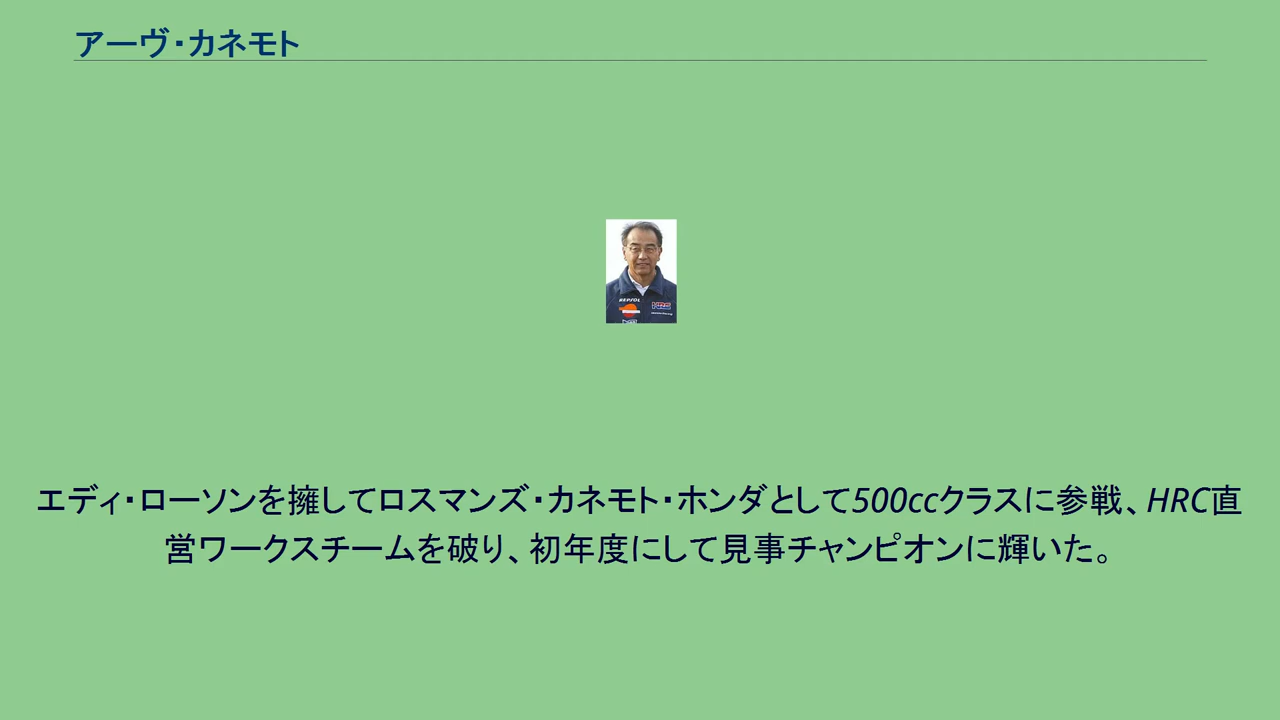 アーヴ・カネモト
REPSOL
HRC
エディ・ローソンを擁してロスマンズ・カネモト・ホンダとして500ccクラスに参戦、HRC直
営ワークスチームを破り、初年度にして見事チャンピオンに輝いた。